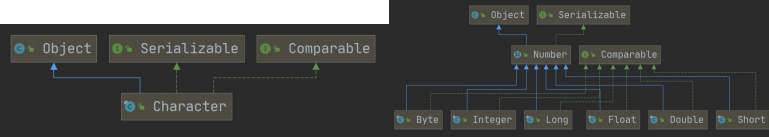 Object Serializable Comparable
Character
Object Serializable
Number Comparable
Byte Integer Long Float Double Short